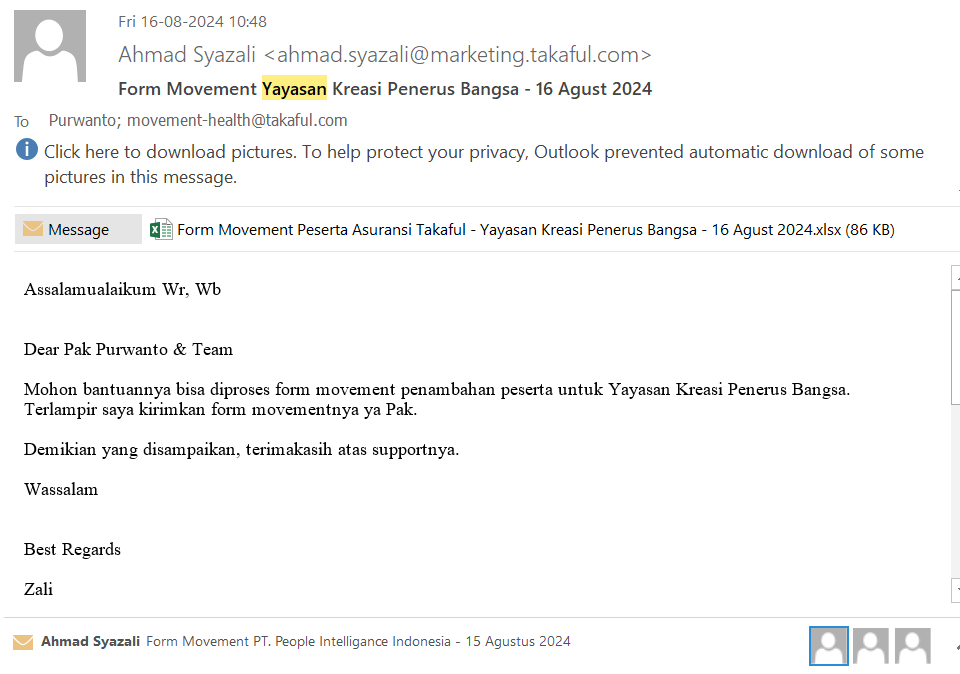 Fri 16-08-2024 10:48
Ahmad Syazali <ahmad.syazali@marketing.takaful.com>
Form Movement Yayasan Kreasi Penerus Bangsa - 16 Agust 2024
To Purwanto; movement-health@takaful.com
Click here to download pictures. To help protect your privacy, Outlook prevented automatic download of some
pictures in this message.
Message Form Movement Peserta Asuransi Takaful - Yayasan Kreasi Penerus Bangsa - 16 Agust 2024.xlsx (86 KB)
Assalamualaikum Wr, Wb
Dear Pak Purwanto & Team
Mohon bantuannya bisa diproses form movement penambahan peserta untuk Yayasan Kreasi Penerus Bangsa.
Terlampir saya kirimkan form movementnya ya Pak.
Demikian yang disampaikan, terimakasih atas supportnya.
Wassalam
Best Regards
Zali
Ahmad Syazali Form Movement PT. People Intelligance Indonesia - 15 Agustus 2024